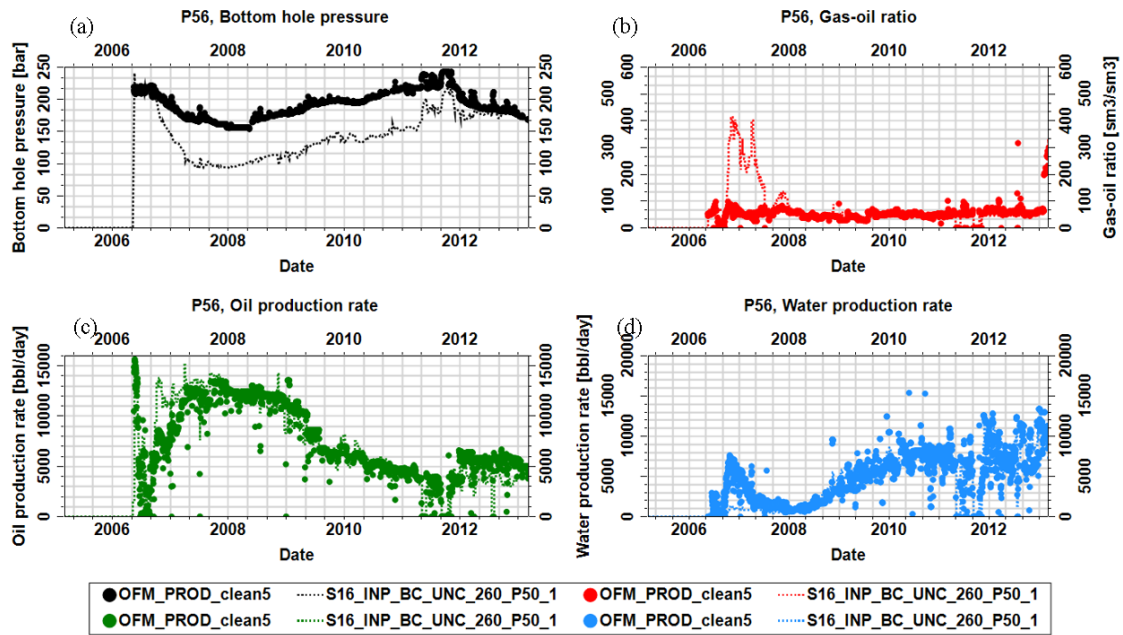 (a) P56, Bottom hole pressure
2006 2008 2010 2012
Bottom hole pressure [bar]
0 50 100 150 200 250
0 50 100 150 200 250
2006 2008 2010 2012
Date
(b) P56, Gas-oil ratio
2006 2007 2008 2010 2012
0 100 200 300 400 500 600
0 100 200 300 400 500 600
Gas-oil ratio [sm3/sm3]
2006 2007 2008 2010 2012
Date
P56, Oil production rate
(c)
2006 2008 2010 2012
Oil production rate [bbl/day]
0 5000 10000 15000
0 5000 10000 15000
2006 2008 2010 2012
Date
P56, Water production rate
(d)
2006 2007 2008 2010 2012
Water production rate [bbl/day]
0 5000 10000 15000 20000
0 5000 10000 15000 20000
2006 2007 2008 2010 2012
Date
OFM_PROD_clean5 S16_INP_BC_UNC_260_P50_1 OFM_PROD_clean5 S16_INP_BC_UNC_260_P50_1
OFM_PROD_clean5 S16_INP_BC_UNC_260_P50_1 OFM_PROD_clean5 S16_INP_BC_UNC_260_P50_1